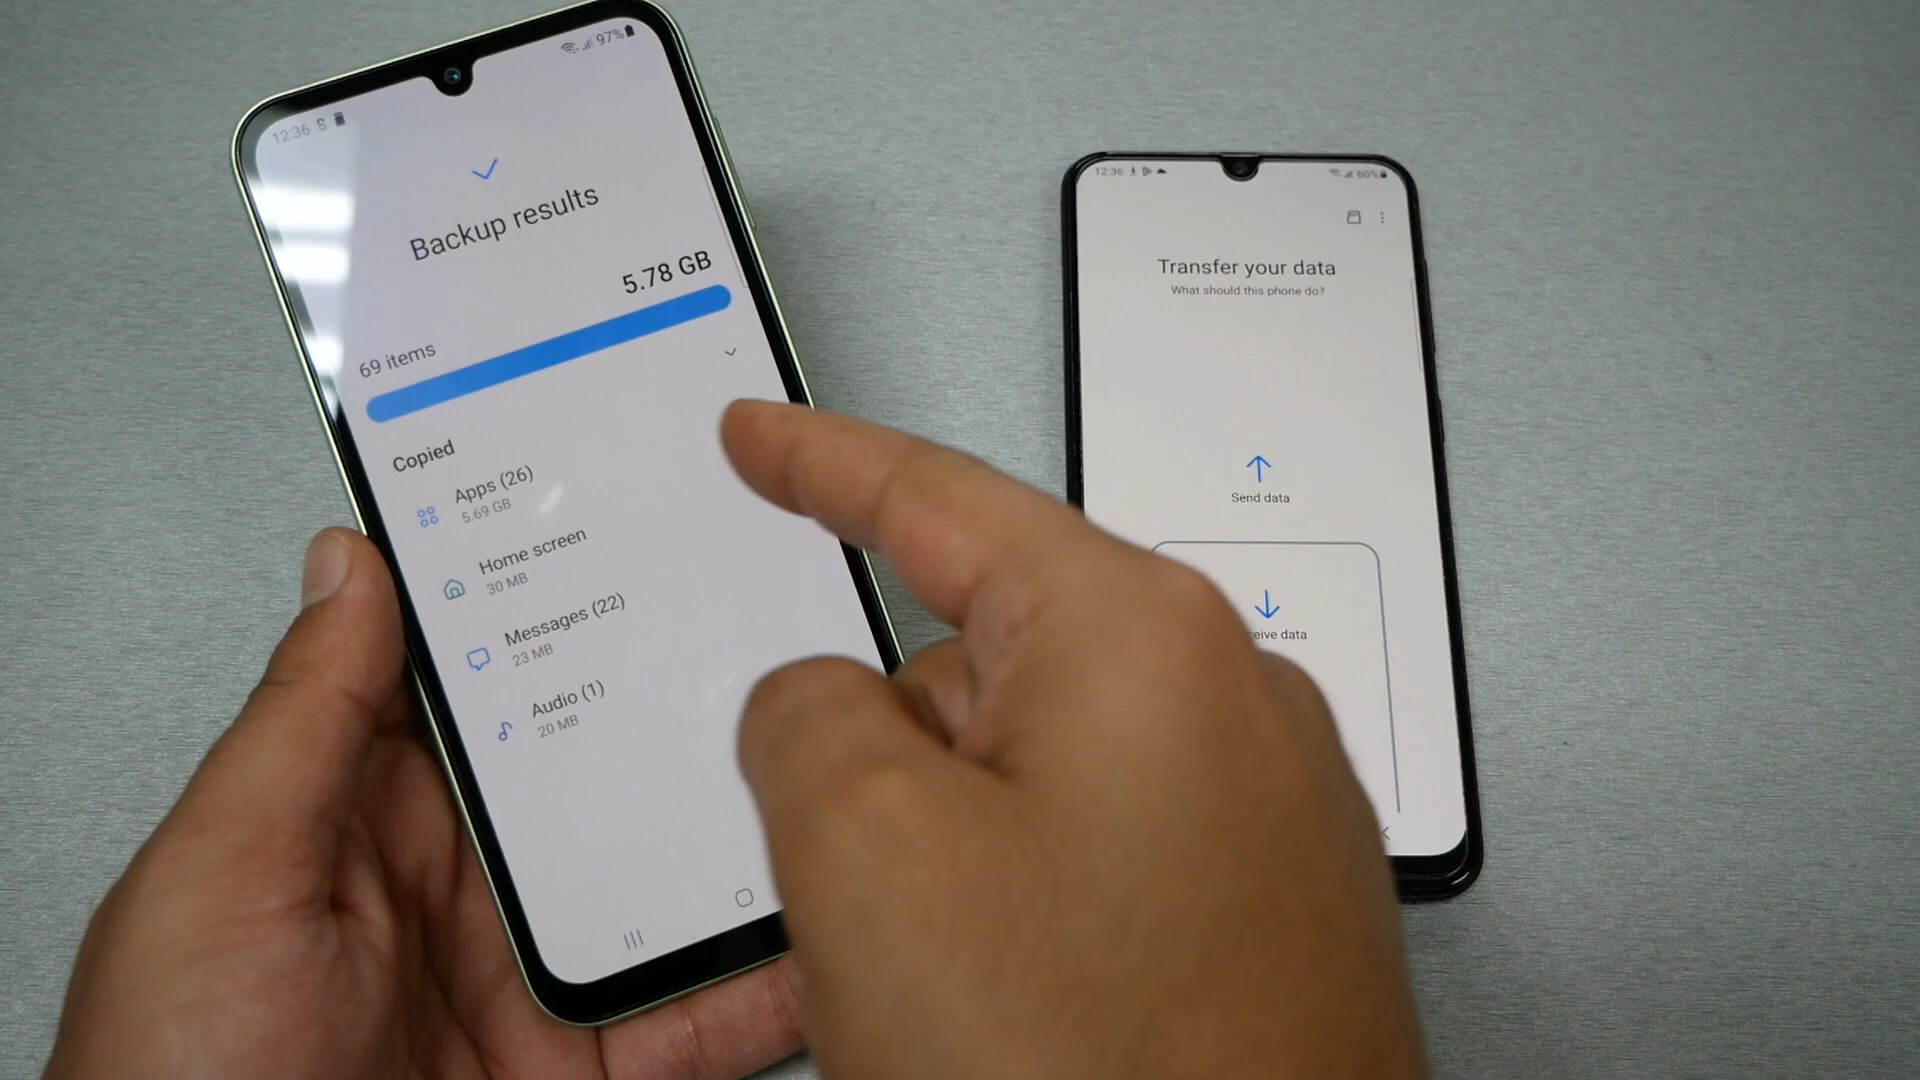 12:36 S
97%
Backup results
5.78 GB
69 items
Copied
Apps (26)
5.69 GB
Home screen
30 MB
Messages (22)
23 MB
Audio (1)
20 MB
12:36
60%
Transfer your data
What should this phone do?
Send data
eive data